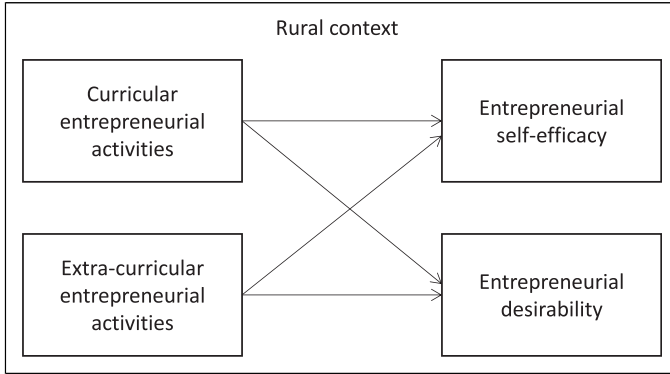 Rural context
Curricular
entrepreneurial
activities
Entrepreneurial
self-efficacy
Extra-curricular
entrepreneurial
activities
Entrepreneurial
desirability